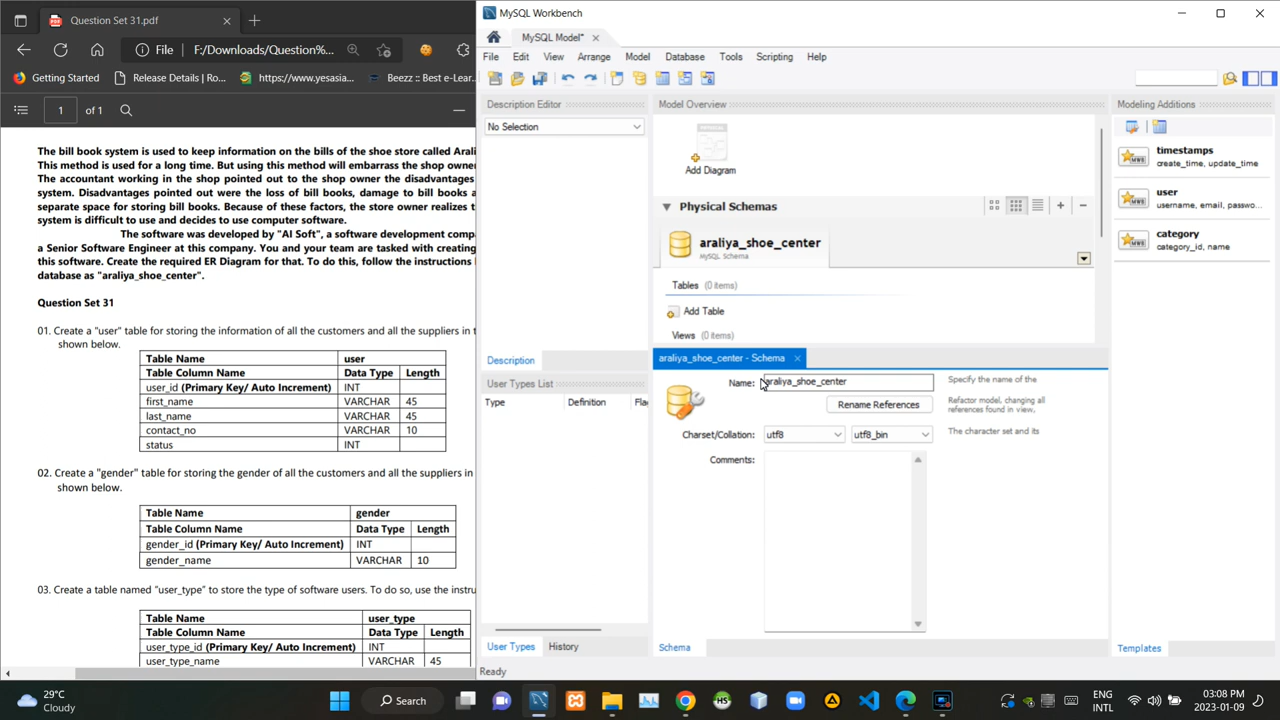 Question Set 31.pdf
File
F:/Downloads/Question%...
Getting Started
Release Details | Ro...
https://www.yesasia...
Beezz :: Best e-Lear...
1
of 1
The bill book system is used to keep information on the bills of the shoe store called Arali
This method is used for a long time. But using this method will embrass the shop owner
The accountant working in the shop pointed out to the shop owner the disadvantages
system. Disadvantages pointed out were the loss of bill books, damage to bill books a
separate space for storing bill books. Because of these factors, the store owner realizes t
system is difficult to use and decides to use computer software.
The software was developed by "AI Soft", a software development comp
a Senior Software Engineer at this company. You and your team are tasked with creating
this software. Create the required ER Diagram for that. To do this, follow the instructions
database as "araliya_shoe_center".
Question Set 31
01. Create a "user" table for storing the information of all the customers and all the suppliers in t
shown below.
Table Name user
Table Column Name Data Type Length
user_id (Primary Key/ Auto Increment) INT
first_name VARCHAR 45
last_name VARCHAR 45
contact_no VARCHAR 10
status INT
02. Create a "gender" table for storing the gender of all the customers and all the suppliers in
shown below.
Table Name gender
Table Column Name Data Type Length
gender_id (Primary Key/ Auto Increment) INT
gender_name VARCHAR 10
03. Create a table named "user_type" to store the type of software users. To do so, use the instru
Table Name user_type
Table Column Name Data Type Length
user_type_id (Primary Key/ Auto Increment) INT
user_type_name VARCHAR 45
MySQL Workbench
MySQL Model*
File Edit View Arrange Model Database Tools Scripting Help
Description Editor
No Selection
Description
User Types List
Type Definition Fla
User Types History
Model Overview
Add Diagram
Physical Schemas
araliya_shoe_center
MySQL Schema
Tables (0 items)
Add Table
Views (0 items)
araliya_shoe_center - Schema
Name: araliya_shoe_center
Specify the name of the
Rename References
Refactor model, changing all
references found in view,
Charset/Collation: utf8 utf8_bin
The character set and its
Comments:
Schema
Modeling Additions
timestamps
create_time, update_time
user
username, email, passwo...
category
category_id, name
Templates
Ready
29°C
Cloudy
Search
ENG
INTL
03:08 PM
2023-01-09